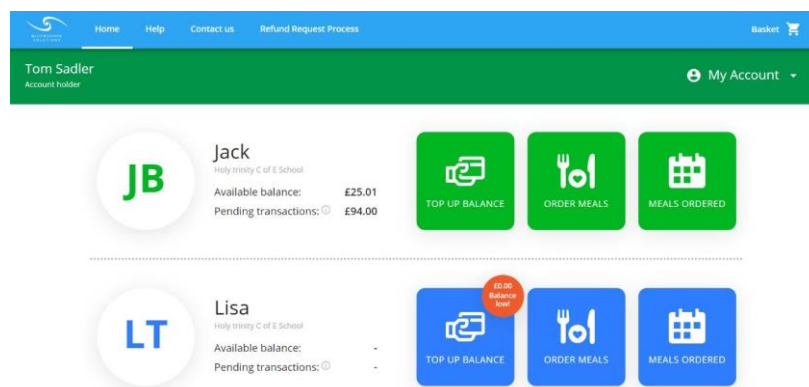 Home Help Contact us Refund Request Process Basket
Tom Sadler
Account holder
My Account
JB
Jack
Holy trinity C of E School
Available balance: £25.01
Pending transactions: £94.00
TOP UP BALANCE
ORDER MEALS
MEALS ORDERED
LT
Lisa
Holy trinity C of E School
Available balance: -
Pending transactions: -
£0.00
Balance
low!
TOP UP BALANCE
ORDER MEALS
MEALS ORDERED